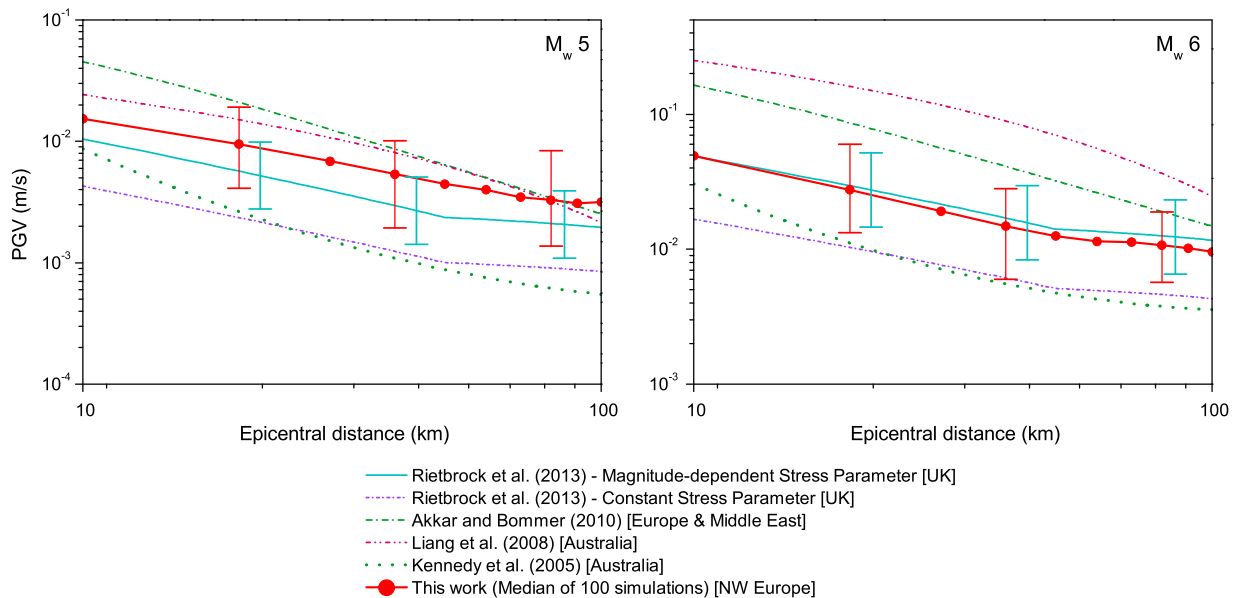 10⁻¹
10⁻²
10⁻³
10⁻⁴
PGV (m/s)
M_w 5
10
100
Epicentral distance (km)
10⁻¹
10⁻²
10⁻³
M_w 6
10
100
Epicentral distance (km)
Rietbrock et al. (2013) - Magnitude-dependent Stress Parameter [UK]
Rietbrock et al. (2013) - Constant Stress Parameter [UK]
Akkar and Bommer (2010) [Europe & Middle East]
Liang et al. (2008) [Australia]
Kennedy et al. (2005) [Australia]
This work (Median of 100 simulations) [NW Europe]